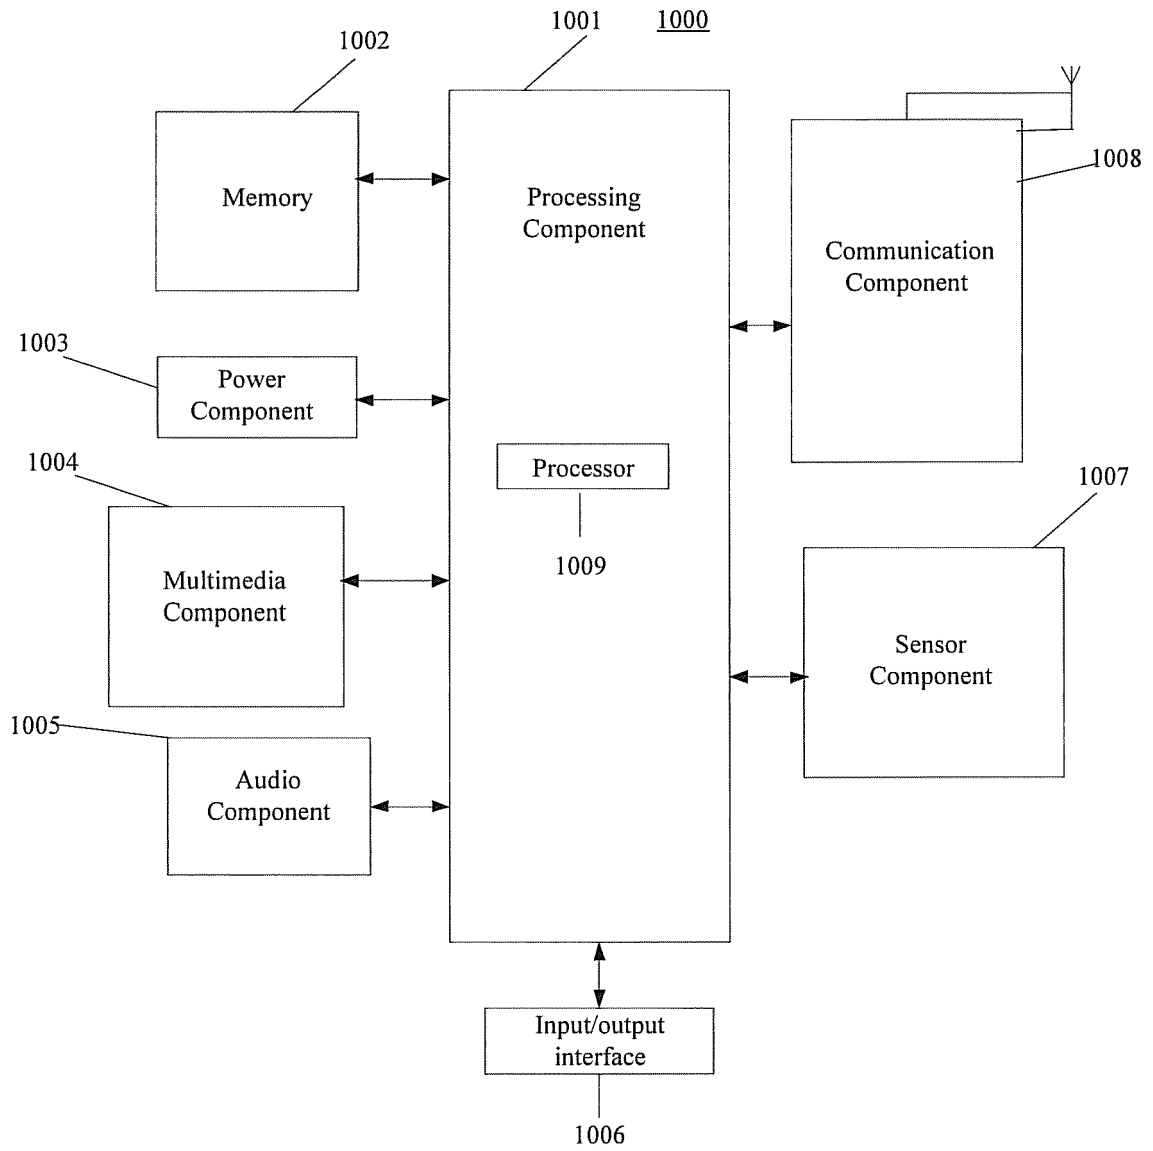 1000
1001
1002
Memory
Processing
Component
1008
Communication
Component
1003
Power
Component
1004
Processor
1009
1007
Multimedia
Component
Sensor
Component
1005
Audio
Component
Input/output
interface
1006